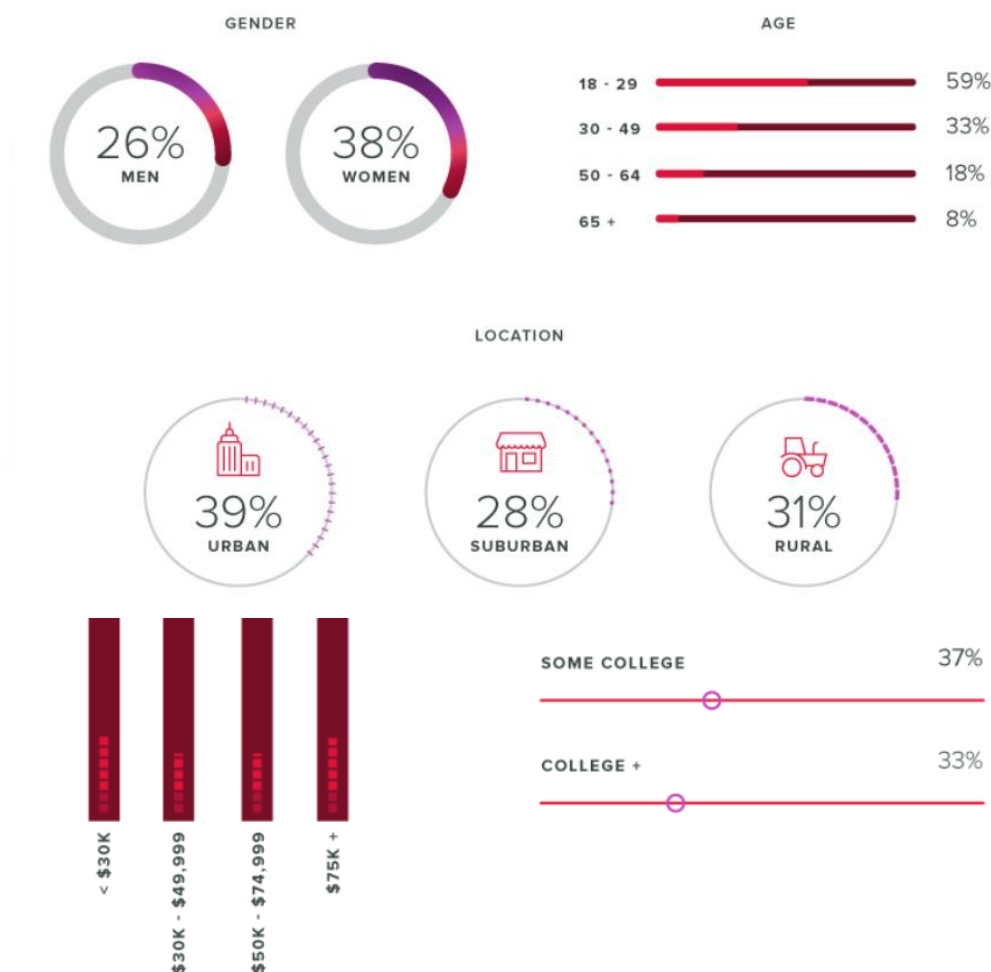 GENDER
26%
MEN
38%
WOMEN
AGE
18 - 29 59%
30 - 49 33%
50 - 64 18%
65 + 8%
LOCATION
39%
URBAN
28%
SUBURBAN
31%
RURAL
< $30K
$30K - $49,999
$50K - $74,999
$75K +
SOME COLLEGE 37%
COLLEGE + 33%